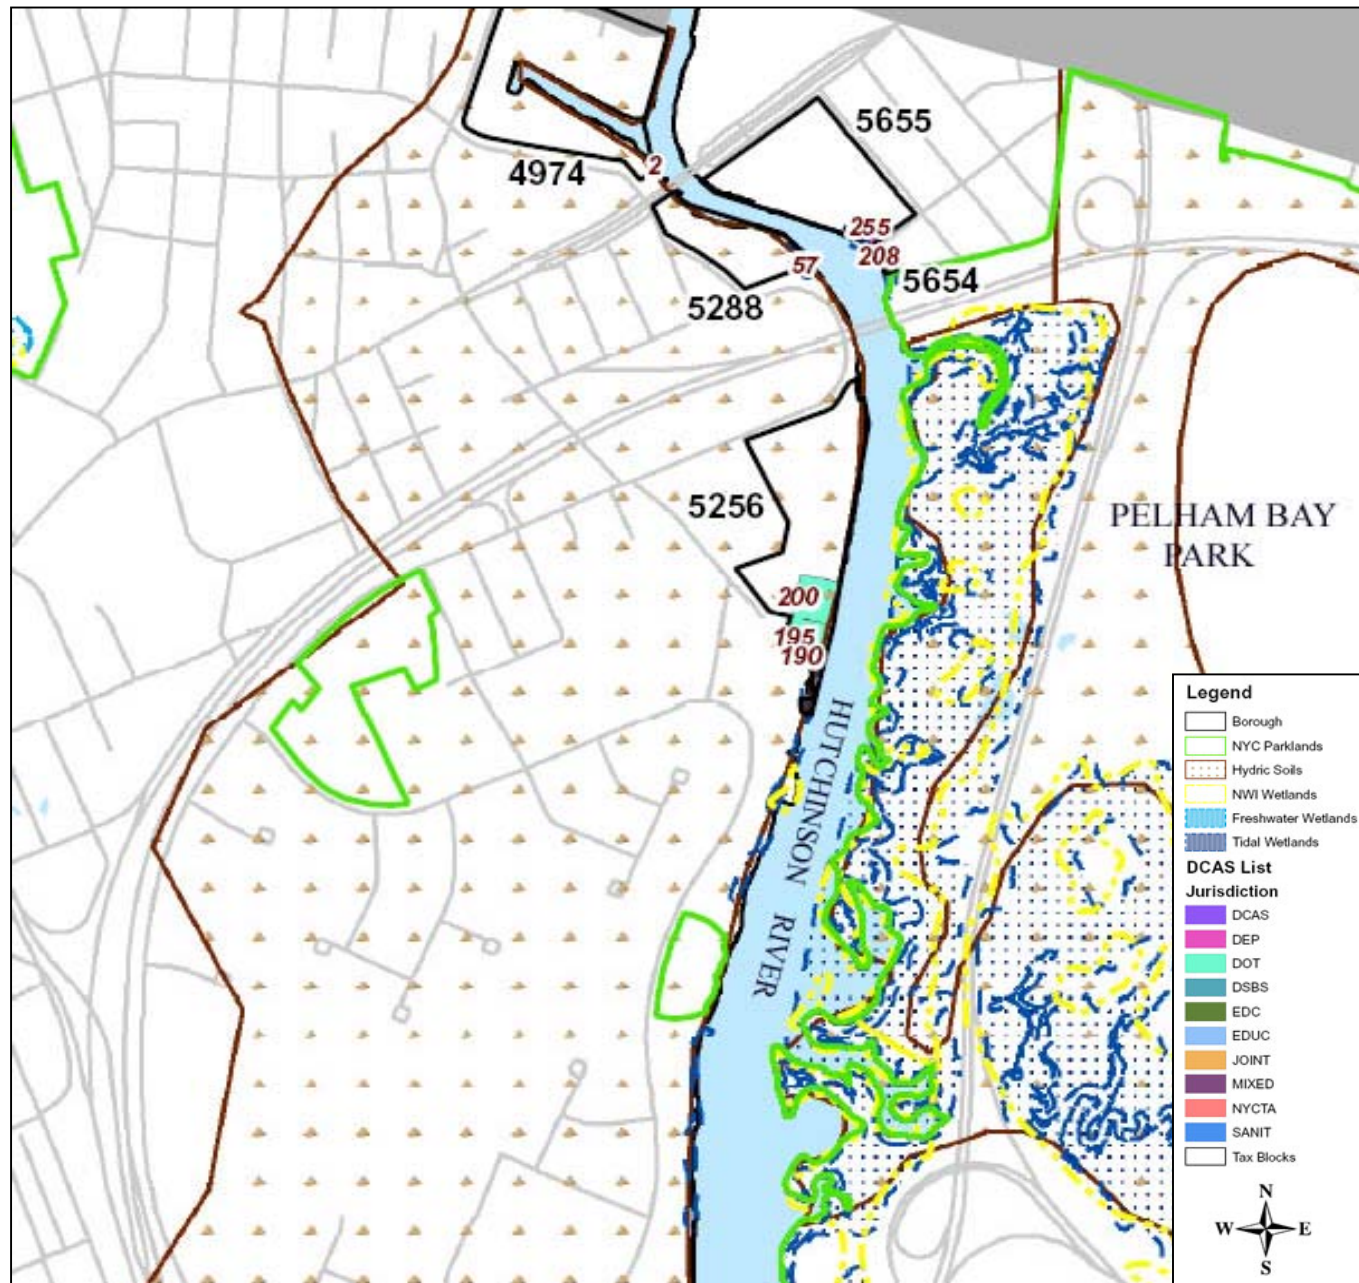 5655
4974
2
255
208
57
5654
5288
5256
PELHAM BAY
PARK
200
195
190
HUTCHINSON RIVER
Legend
Borough
NYC Parklands
Hydric Soils
NWI Wetlands
Freshwater Wetlands
Tidal Wetlands
DCAS List
Jurisdiction
DCAS
DEP
DOT
DSBS
EDC
EDUC
JOINT
MIXED
NYCTA
SANIT
Tax Blocks
N
W E
S